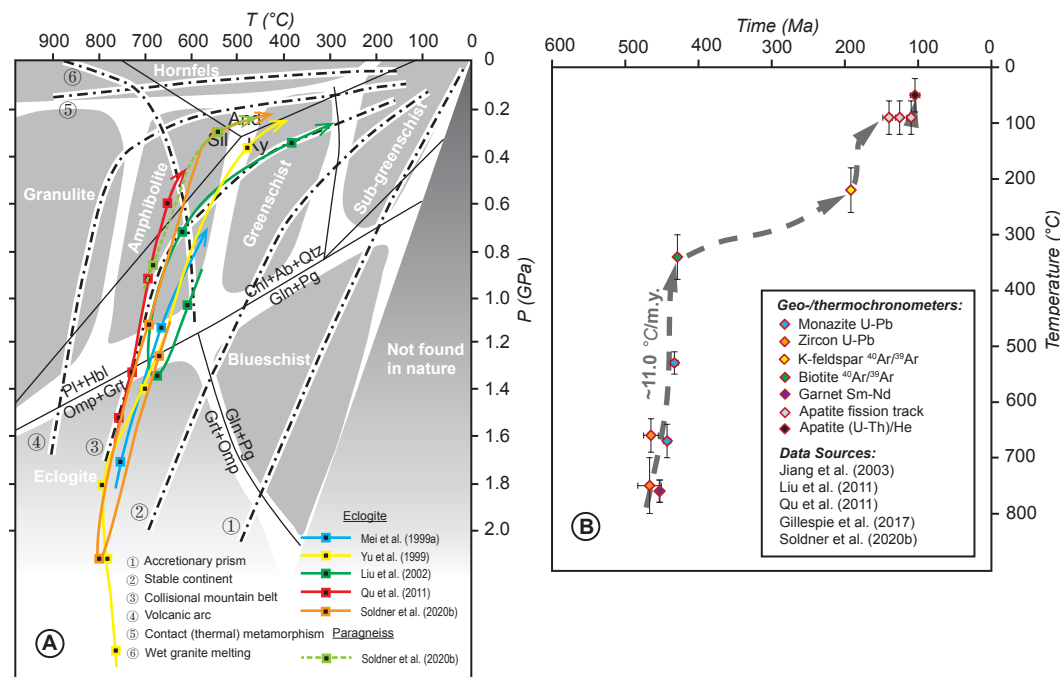 T (°C)
900 800 700 600 500 400 300 200 100 0
0
0.2
0.4
0.6
0.8
1.0
1.2
1.4
1.6
1.8
2.0
P (GPa)
Hornfels
⑥
⑤
And
Sil
Ky
Granulite
Amphibolite
Greenschist
Sub-greenschist
Chl+Ab+Qtz
Gln+Pg
Blueschist
Not found
in nature
Pl+Hbl
Omp+Grt
Gln+Pg
Grt+Omp
④
③
②
①
Eclogite
① Accretionary prism
② Stable continent
③ Collisional mountain belt
④ Volcanic arc
⑤ Contact (thermal) metamorphism
⑥ Wet granite melting
Eclogite
Mei et al. (1999a)
Yu et al. (1999)
Liu et al. (2002)
Qu et al. (2011)
Soldner et al. (2020b)
Paragneiss
Soldner et al. (2020b)
A
Time (Ma)
600 500 400 200 100 0
0
100
200
300
400
500
600
700
800
Temperature (°C)
~11.0 °C/m.y.
Geo-/thermochronometers:
Monazite U-Pb
Zircon U-Pb
K-feldspar ⁴⁰Ar/³⁹Ar
Biotite ⁴⁰Ar/³⁹Ar
Garnet Sm-Nd
Apatite fission track
Apatite (U-Th)/He
Data Sources:
Jiang et al. (2003)
Liu et al. (2011)
Qu et al. (2011)
Gillespie et al. (2017)
Soldner et al. (2020b)
B